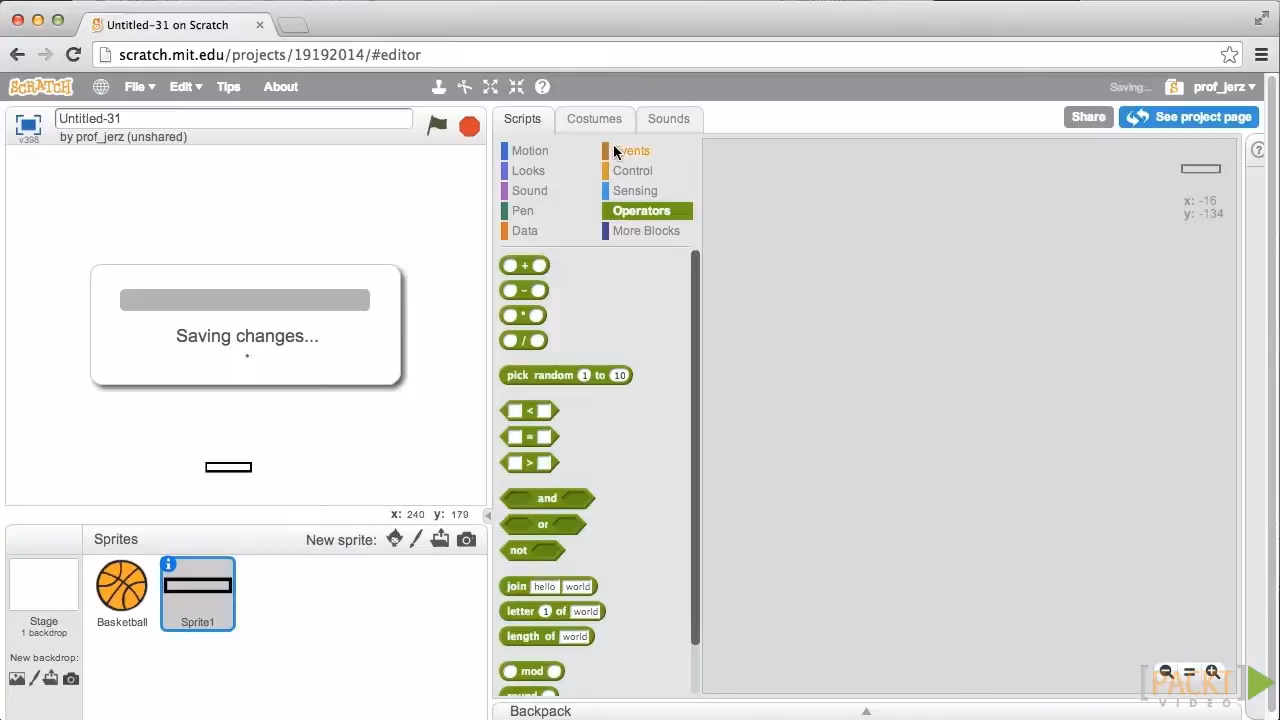 Untitled-31 on Scratch
scratch.mit.edu/projects/19192014/#editor
SCRATCH File Edit Tips About Saving... prof_jerz
Untitled-31
by prof_jerz (unshared)
v398
Scripts Costumes Sounds
Share See project page
Motion
Looks
Sound
Pen
Data
Control
Sensing
Operators
More Blocks
+
-
*
/
pick random 1 to 10
<
=
>
and
or
not
join hello world
letter 1 of world
length of world
mod
round
x: -16
y: -134
Saving changes...
x: 240 y: 179
Sprites
New sprite:
Stage
1 backdrop
New backdrop:
Basketball
Sprite1
Backpack
PACKT
VIDEO